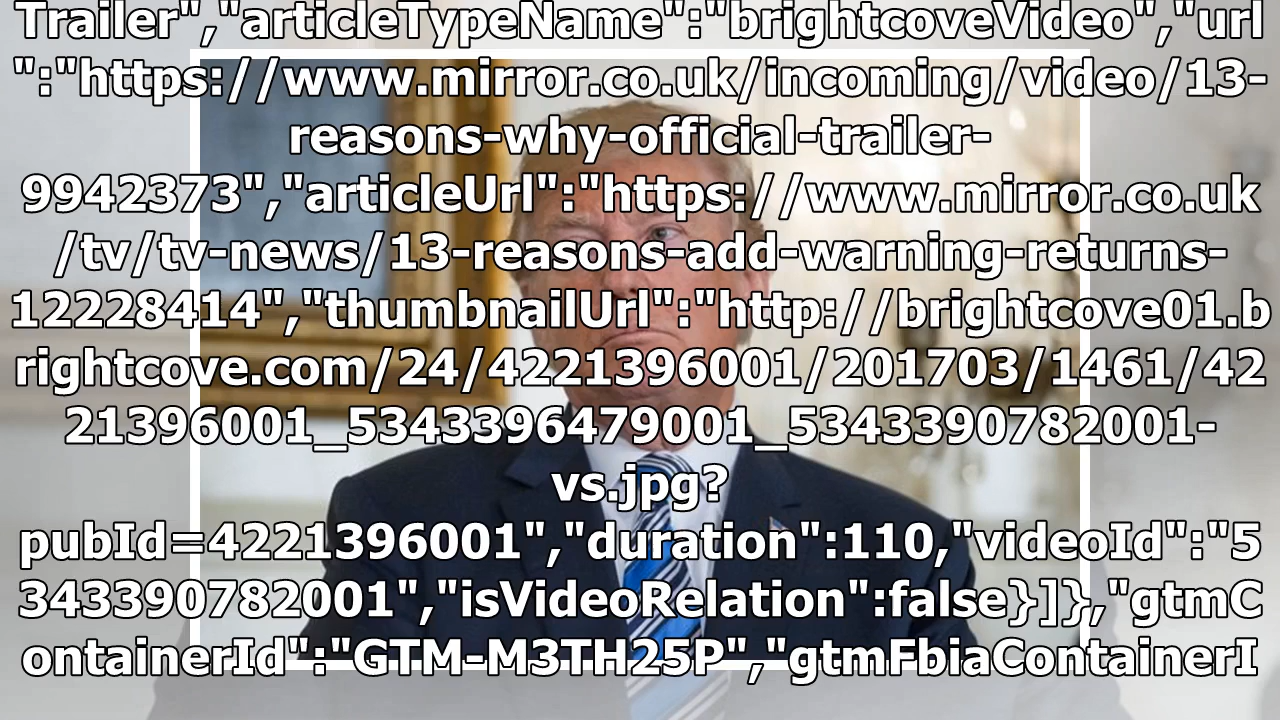 Trailer","articleTypeName":"brightcoveVideo","url
":"https://www.mirror.co.uk/incoming/video/13-
reasons-why-official-trailer-
9942373","articleUrl":"https://www.mirror.co.uk
/tv/tv-news/13-reasons-add-warning-returns-
12228414","thumbnailUrl":"http://brightcove01.b
rightcove.com/24/4221396001/201703/1461/42
21396001_5343396479001_5343390782001-
vs.jpg?
pubId=4221396001","duration":110,"videoId":"5
343390782001","isVideoRelation":false}]},"gtmC
ontainerId":"GTM-M3TH25P","gtmFbiaContainerI